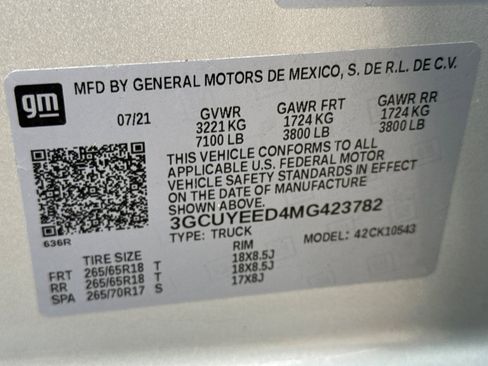 gm
MFD BY GENERAL MOTORS DE MEXICO, S. DE R.L. DE C.V.
07/21 GVWR GAWR FRT GAWR RR
3221 KG 1724 KG 1724 KG
7100 LB 3800 LB 3800 LB
THIS VEHICLE CONFORMS TO ALL
APPLICABLE U.S. FEDERAL MOTOR
VEHICLE SAFETY STANDARDS IN EFFECT
ON THE DATE OF MANUFACTURE
3GCUYEED4MG423782
TYPE: TRUCK MODEL: 42CK10543
636R
TIRE SIZE RIM
FRT 265/65R18 T 18X8.5J
RR 265/65R18 T 18X8.5J
SPA 265/70R17 S 17X8J